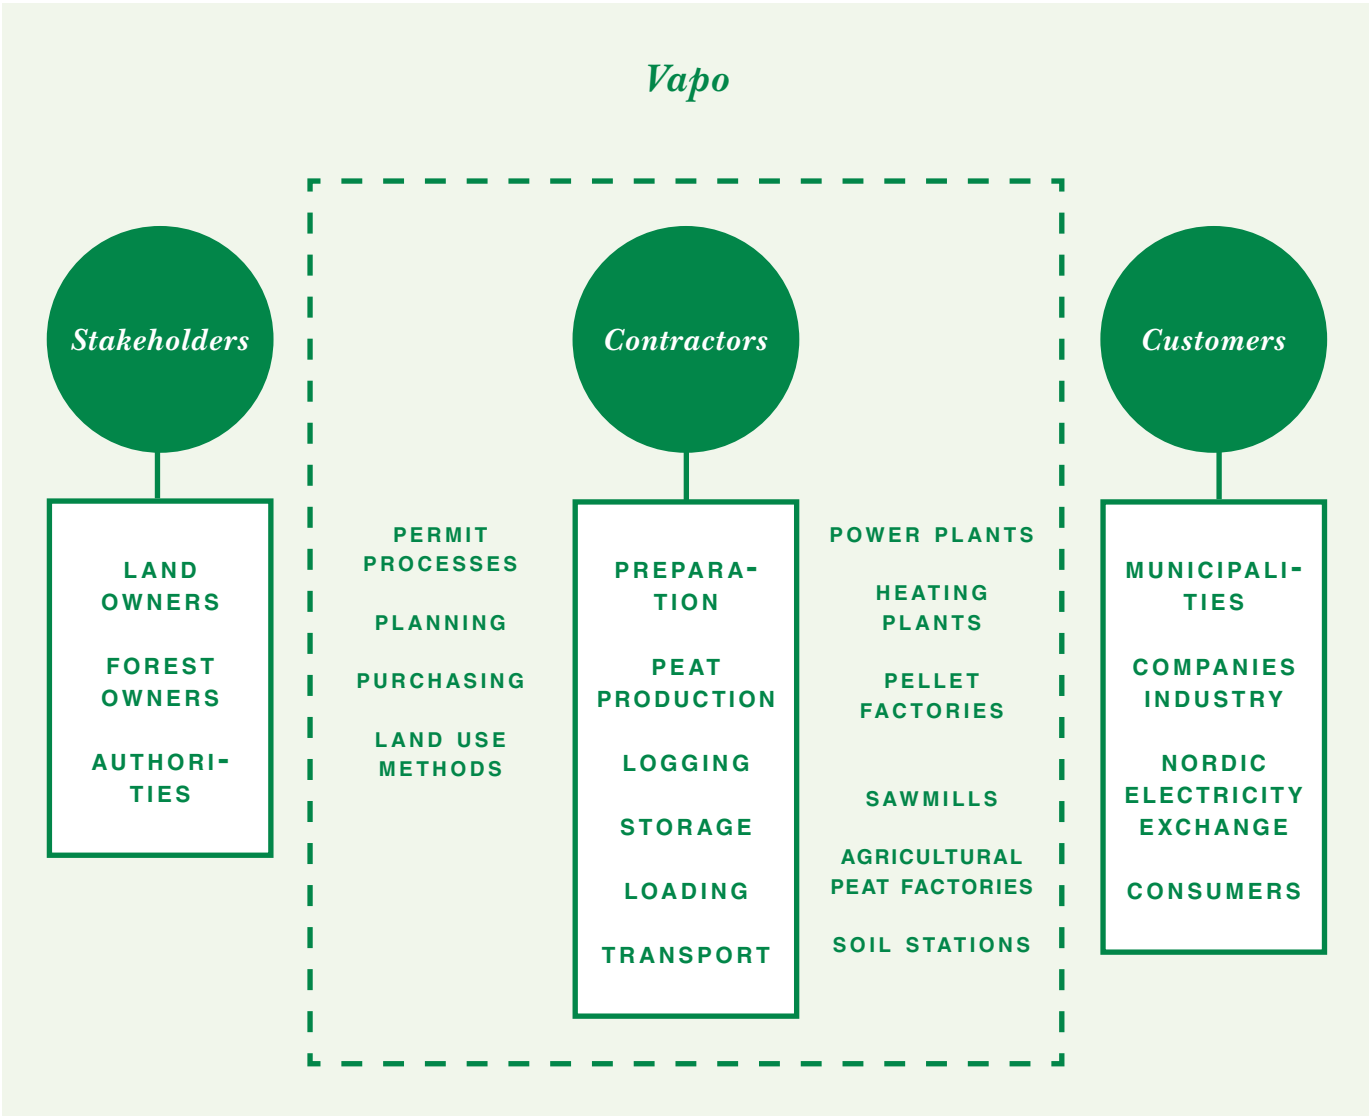 Vapo
Stakeholders
LAND
OWNERS
FOREST
OWNERS
AUTHORI-
TIES
PERMIT
PROCESSES
PLANNING
PURCHASING
LAND USE
METHODS
Contractors
PREPARA-
TION
PEAT
PRODUCTION
LOGGING
STORAGE
LOADING
TRANSPORT
POWER PLANTS
HEATING
PLANTS
PELLET
FACTORIES
SAWMILLS
AGRICULTURAL
PEAT FACTORIES
SOIL STATIONS
Customers
MUNICIPALI-
TIES
COMPANIES
INDUSTRY
NORDIC
ELECTRICITY
EXCHANGE
CONSUMERS